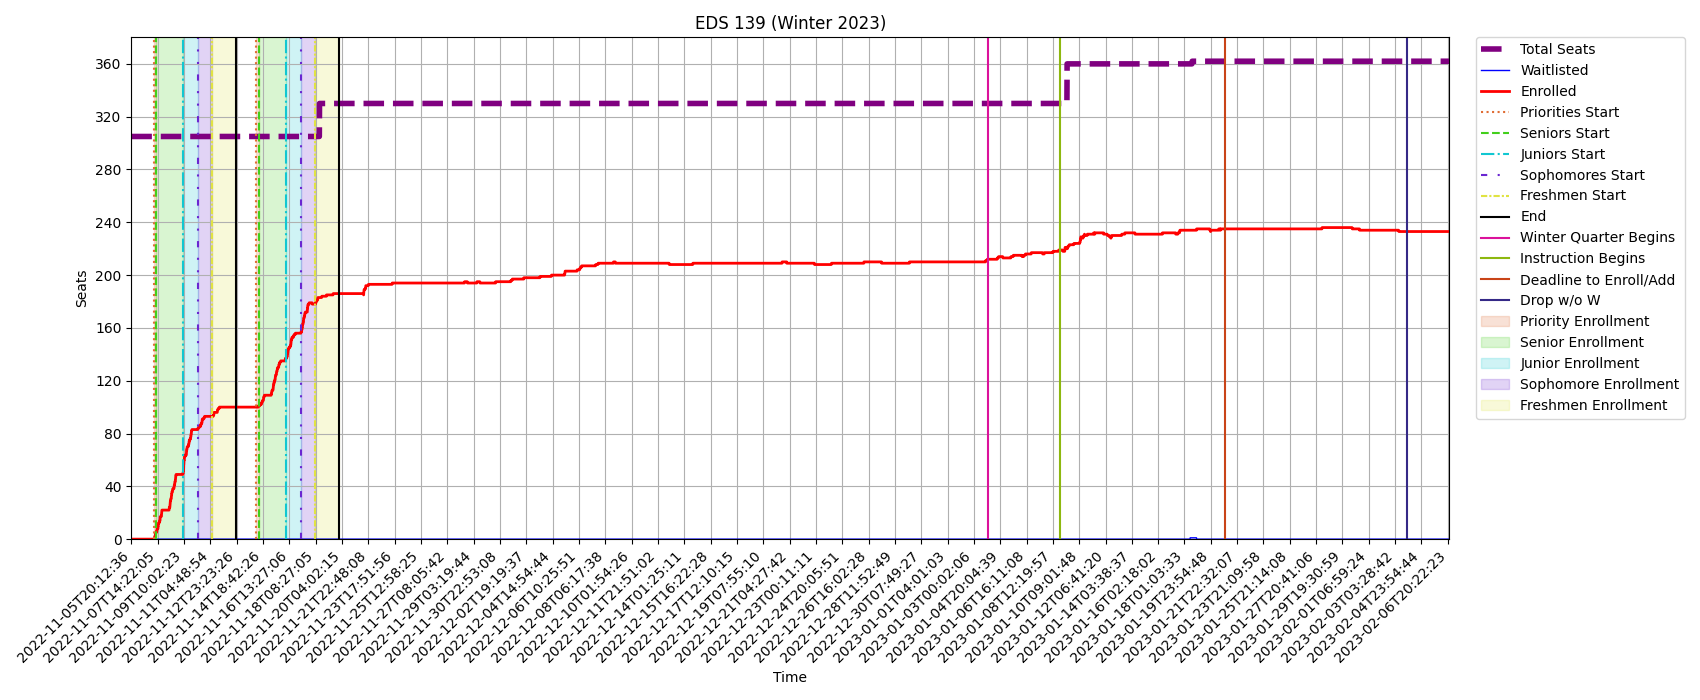 EDS 139 (Winter 2023)
Seats
360
320
280
240
200
160
120
80
40
0
2022-11-05T20:12:36
2022-11-07T14:22:05
2022-11-09T10:02:23
2022-11-11T04:48:54
2022-11-12T23:23:26
2022-11-14T18:42:26
2022-11-16T13:27:06
2022-11-18T08:27:05
2022-11-20T04:02:15
2022-11-21T22:48:08
2022-11-23T17:51:56
2022-11-25T12:58:25
2022-11-27T08:05:42
2022-11-29T03:19:44
2022-11-30T22:53:08
2022-12-02T19:19:37
2022-12-04T14:54:44
2022-12-06T10:25:51
2022-12-08T06:17:38
2022-12-10T01:54:26
2022-12-11T21:51:02
2022-12-14T01:25:11
2022-12-15T16:22:28
2022-12-17T12:10:15
2022-12-19T07:55:10
2022-12-21T04:27:42
2022-12-23T00:11:11
2022-12-24T20:05:51
2022-12-26T16:02:28
2022-12-28T11:52:49
2022-12-30T07:49:27
2023-01-01T04:01:03
2023-01-03T00:02:06
2023-01-04T20:04:39
2023-01-06T16:11:08
2023-01-08T12:19:57
2023-01-10T09:01:48
2023-01-12T06:41:20
2023-01-14T03:38:37
2023-01-16T02:18:02
2023-01-18T01:03:33
2023-01-19T23:54:48
2023-01-21T22:32:07
2023-01-23T21:09:58
2023-01-25T21:14:08
2023-01-27T20:41:06
2023-01-29T19:30:59
2023-02-01T06:59:24
2023-02-03T03:28:42
2023-02-04T23:54:44
2023-02-06T20:22:23
Time
Total Seats
Waitlisted
Enrolled
Priorities Start
Seniors Start
Juniors Start
Sophomores Start
Freshmen Start
End
Winter Quarter Begins
Instruction Begins
Deadline to Enroll/Add
Drop w/o W
Priority Enrollment
Senior Enrollment
Junior Enrollment
Sophomore Enrollment
Freshmen Enrollment